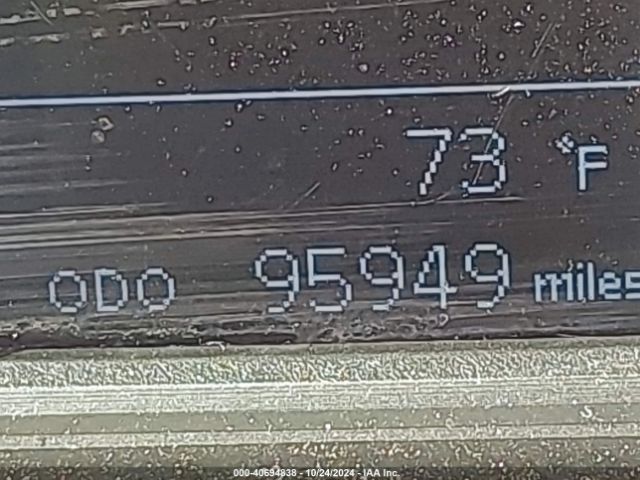 73 °F
ODO 95949 miles
000-40694838 - 10/24/2024 - IAA Inc.